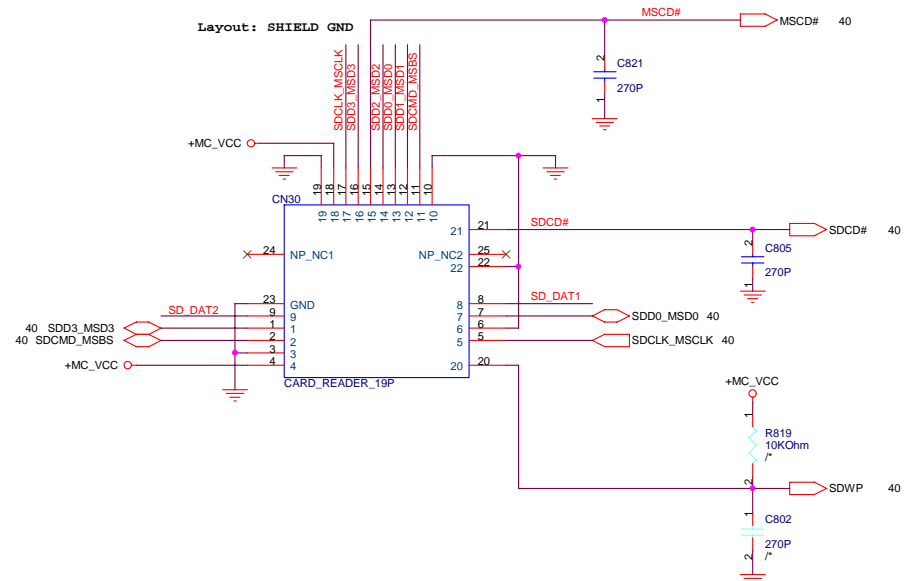 MSCD#
MSCD# 40
Layout: SHIELD GND
2
C821
270P
1
SDCLK_MSCLK
SDD3_MSD3
SDD2_MSD2
SDD0_MSD0
SDD1_MSD1
SDCMD_MSBS
+MC_VCC
19 18 17 16 15 14 13 12 11 10
CN30
19 18 17 16 15 14 13 12 11 10
21 21 SDCD#
SDCD# 40
24 NP_NC1
NP_NC2 25
22 22
2
C805
270P
1
23 GND
SD_DAT2 9 9
8 8 SD_DAT1
40 SDD3_MSD3 1 1
7 7 SDD0_MSD0 40
40 SDCMD_MSBS 2 2
6 6
3 3
5 5 SDCLK_MSCLK 40
+MC_VCC 4 4
20 20
CARD_READER_19P
+MC_VCC
1
R819
10KOhm
/*
2
SDWP 40
1
C802
270P
2
/*